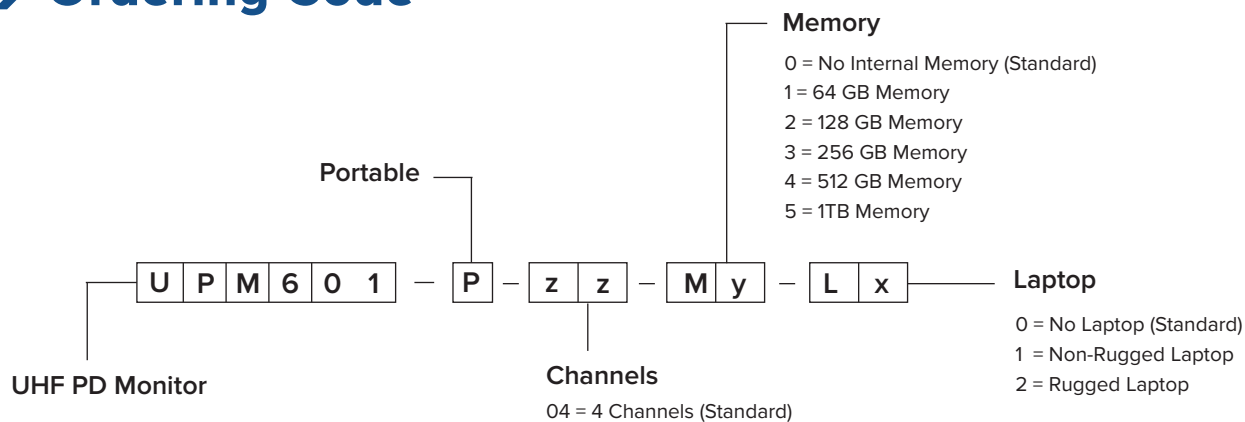 Ordering Code
Memory
0 = No Internal Memory (Standard)
1 = 64 GB Memory
2 = 128 GB Memory
3 = 256 GB Memory
4 = 512 GB Memory
5 = 1TB Memory
Portable
U P M 6 0 1 – P – z z – M y – L x
Laptop
0 = No Laptop (Standard)
1 = Non-Rugged Laptop
2 = Rugged Laptop
UHF PD Monitor
Channels
04 = 4 Channels (Standard)